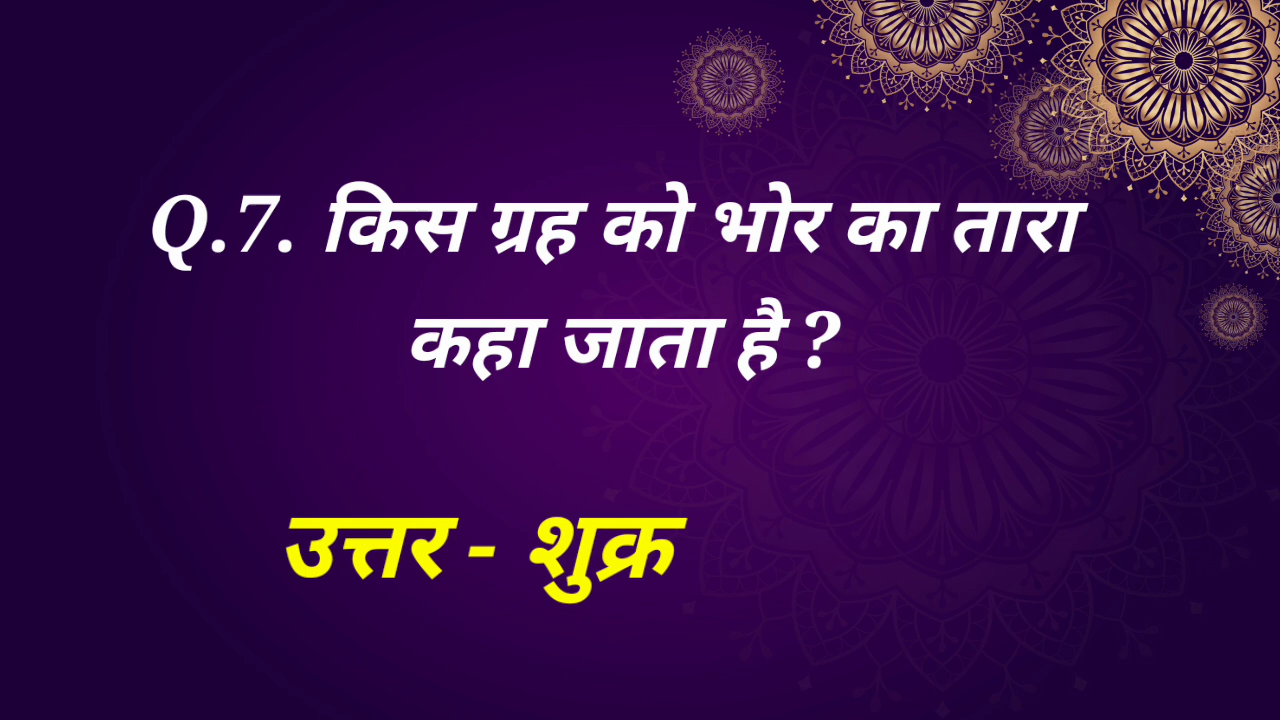 Q.7. किस ग्रह को भोर का तारा
कहा जाता है ?
उत्तर - शुक्र